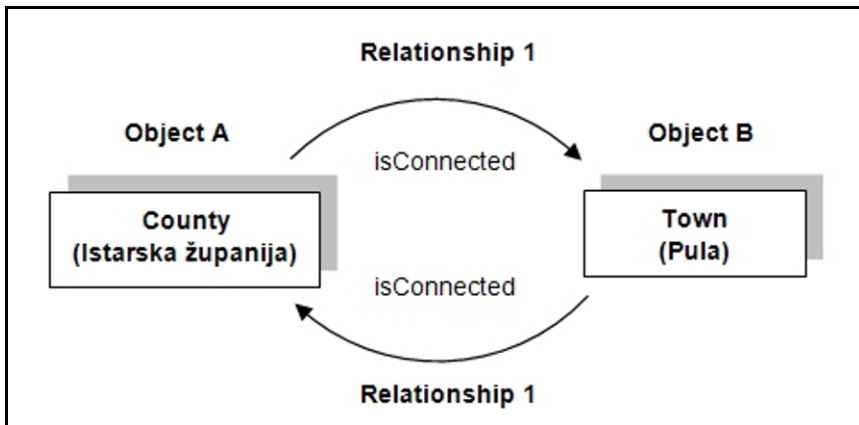 Relationship 1
Object A
Object B
isConnected
County
(Istarska županija)
Town
(Pula)
isConnected
Relationship 1